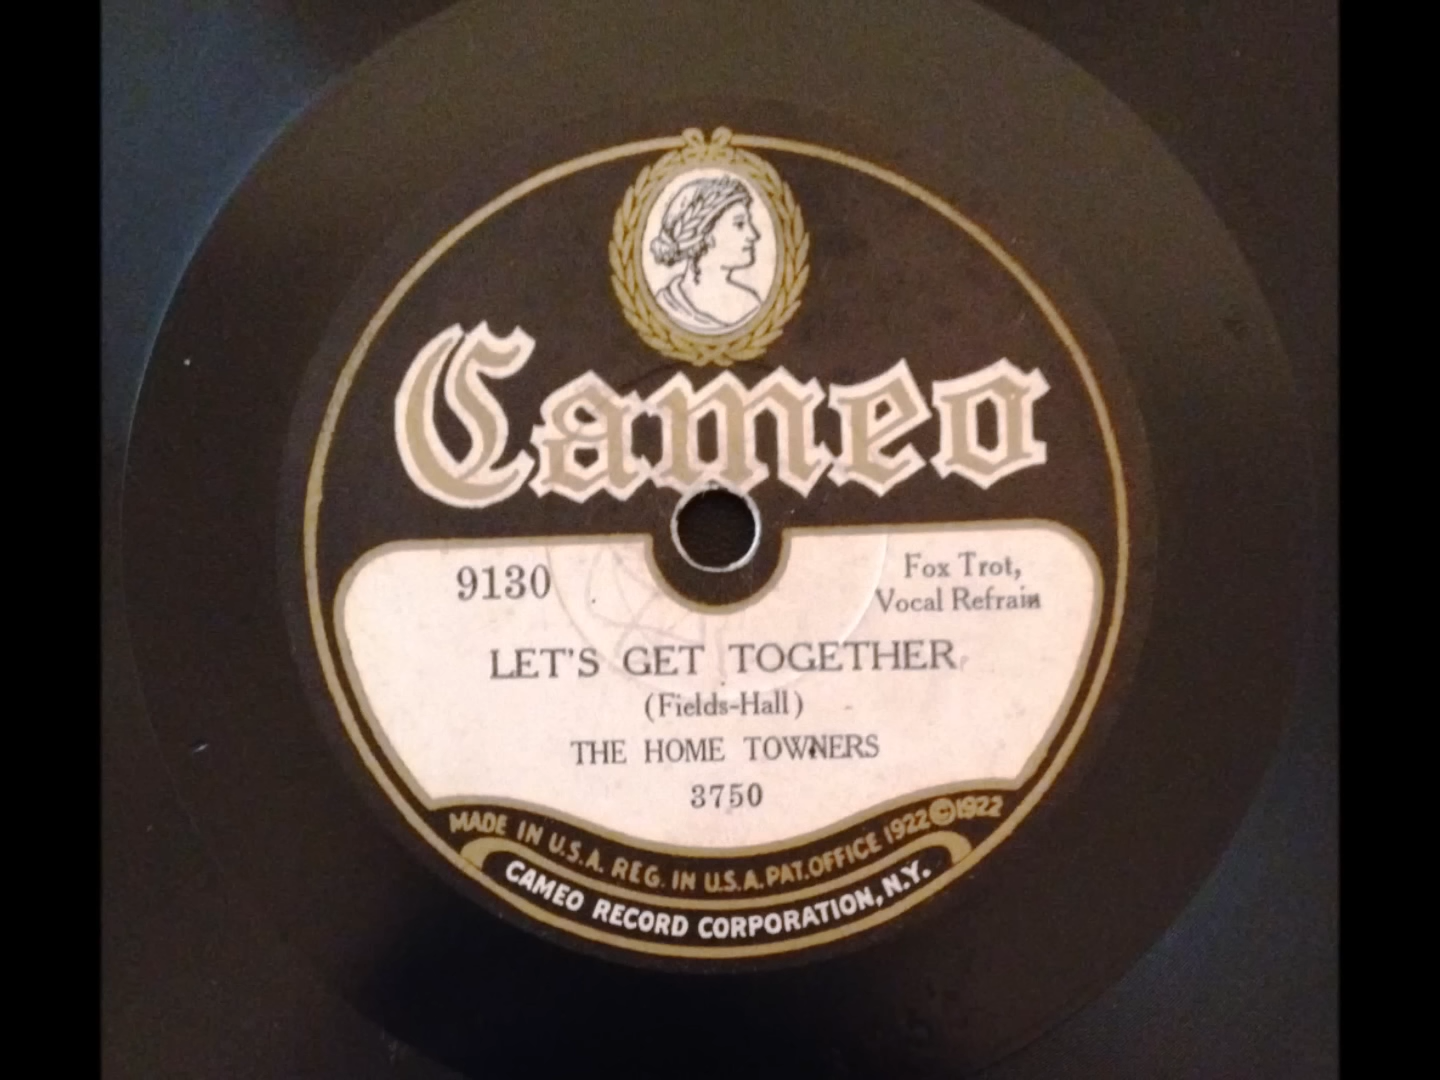 Cameo
9130
Fox Trot,
Vocal Refrain
LET'S GET TOGETHER
(Fields-Hall)
THE HOME TOWNERS
3750
MADE IN U.S.A. REG. IN U.S.A. PAT. OFFICE 1922 © 1922
CAMEO RECORD CORPORATION, N.Y.